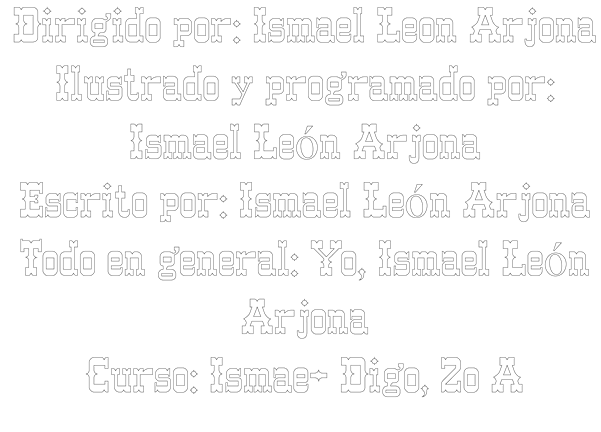 Dirigido por: Ismael Leon Arjona
Ilustrado y programado por:
Ismael León Arjona
Escrito por: Ismael León Arjona
Todo en general: Yo, Ismael León
Arjona
Curso: Ismae- Digo, 2o A